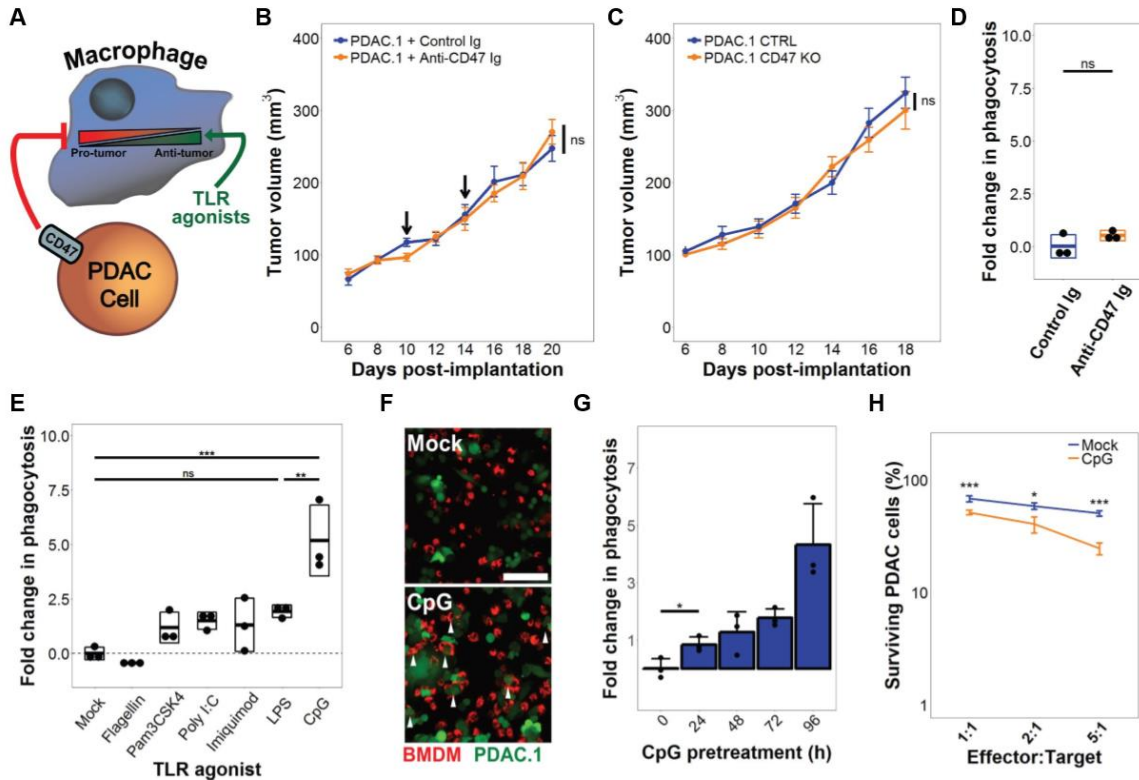 A
Macrophage
Pro-tumor
Anti-tumor
TLR
agonists
CD47
PDAC
Cell
B
PDAC.1 + Control Ig
PDAC.1 + Anti-CD47 Ig
Tumor volume (mm³)
400
300
200
100
0
ns
6 8 10 12 14 16 18 20
Days post-implantation
C
PDAC.1 CTRL
PDAC.1 CD47 KO
Tumor volume (mm³)
400
300
200
100
0
ns
6 8 10 12 14 16 18
Days post-implantation
D
Fold change in phagocytosis
10.0
7.5
5.0
2.5
0.0
ns
Control Ig
Anti-CD47 Ig
E
Fold change in phagocytosis
10.0
7.5
5.0
2.5
0.0
***
ns
**
Mock
Flagellin
Pam3CSK4
Poly I:C
Imiquimod
LPS
CpG
TLR agonist
F
Mock
CpG
BMDM PDAC.1
G
Fold change in phagocytosis
7
5
3
1
*
0 24 48 72 96
CpG pretreatment (h)
H
Mock
CpG
Surviving PDAC cells (%)
100
10
1
***
*
***
1:1
2:1
5:1
Effector:Target